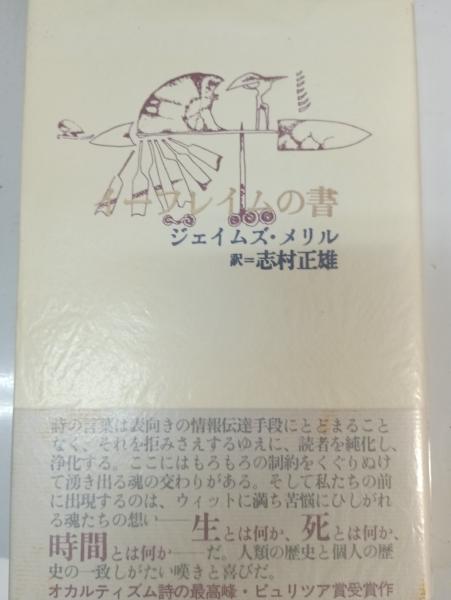 イーフレイムの書
ジェイムズ・メリル
訳＝志村正雄
詩の言葉は表向きの情報伝達手段にとどまること
なく、それを拒みさえするゆえに、読者を純化し、
浄化する。ここにはもろもろの制約をくぐりぬけ
て湧き出る魂の交わりがある。そして私たちの前
に出現するのは、ウィットに満ち苦悩にひしがれ
る魂たちの想い――生とは何か、死とは何か、
時間とは何か――だ。人類の歴史と個人の歴
史の一致しがたい嘆きと喜びだ。
オカルティズム詩の最高峰・ピュリツァ賞受賞作